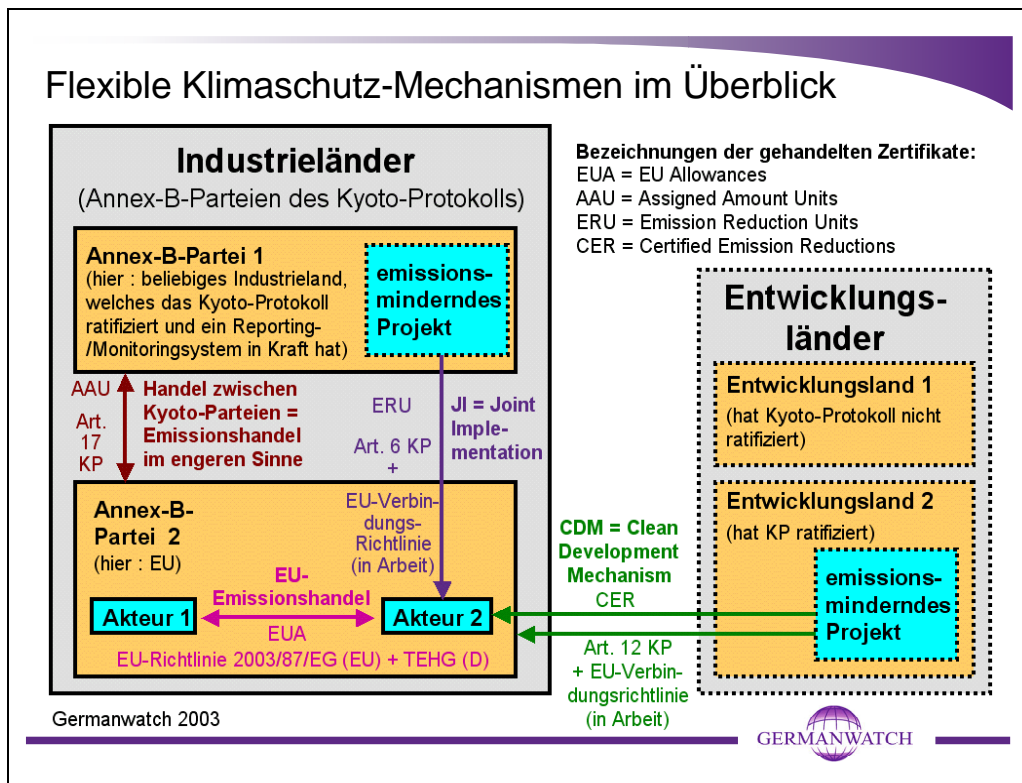 Flexible Klimaschutz-Mechanismen im Überblick
Industrieländer
(Annex-B-Parteien des Kyoto-Protokolls)
Annex-B-Partei 1
(hier : beliebiges Industrieland,
welches das Kyoto-Protokoll
ratifiziert und ein Reporting-
/Monitoringsystem in Kraft hat)
emissions-
minderndes
Projekt
AAU
Art.
17
KP
Handel zwischen
Kyoto-Parteien =
Emissionshandel
im engeren Sinne
ERU
Art. 6 KP
+
EU-Verbin-
dungs-
Richtlinie
(in Arbeit)
JI = Joint
Imple-
mentation
Annex-B-
Partei 2
(hier : EU)
EU-
Emissionshandel
Akteur 1
Akteur 2
EUA
EU-Richtlinie 2003/87/EG (EU) + TEHG (D)
Bezeichnungen der gehandelten Zertifikate:
EUA = EU Allowances
AAU = Assigned Amount Units
ERU = Emission Reduction Units
CER = Certified Emission Reductions
Entwicklungs-
länder
Entwicklungsland 1
(hat Kyoto-Protokoll nicht
ratifiziert)
Entwicklungsland 2
(hat KP ratifiziert)
emissions-
minderndes
Projekt
CDM = Clean
Development
Mechanism
CER
Art. 12 KP
+ EU-Verbin-
dungsrichtlinie
(in Arbeit)
Germanwatch 2003
GERMANWATCH